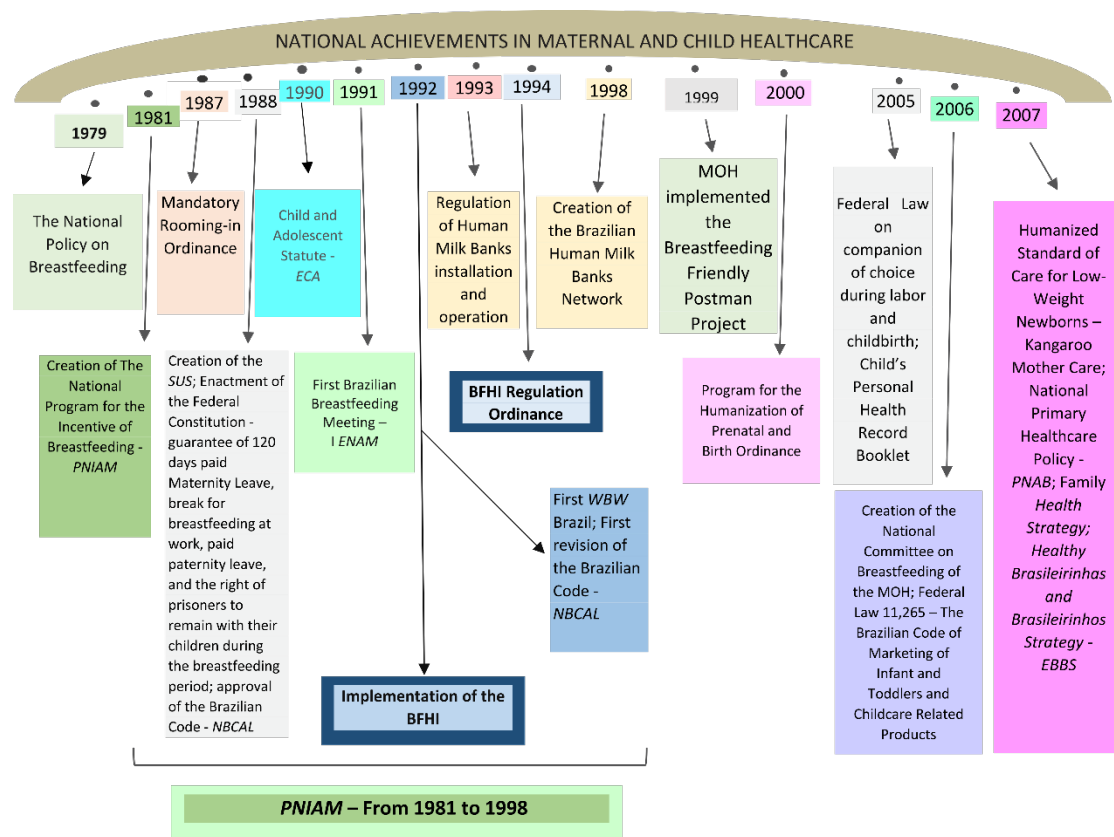 NATIONAL ACHIEVEMENTS IN MATERNAL AND CHILD HEALTHCARE
1979
1981
1987
1988
1990
1991
1992
1993
1994
1998
1999
2000
2005
2006
2007
The National
Policy on
Breastfeeding
Mandatory
Rooming-in
Ordinance
Child and
Adolescent
Statute -
ECA
Regulation
of Human
Milk Banks
installation
and
operation
Creation of
the Brazilian
Human Milk
Banks
Network
MOH
implemented
the
Breastfeeding
Friendly
Postman
Project
Federal Law
on
companion
of choice
during labor
and
childbirth;
Child’s
Personal
Health
Record
Booklet
Humanized
Standard of
Care for Low-
Weight
Newborns –
Kangaroo
Mother Care;
National
Primary
Healthcare
Policy -
PNAB; Family
Health
Strategy;
Healthy
Brasileirinhas
and
Brasileirinhos
Strategy -
EBBS
Creation of The
National
Program for the
Incentive of
Breastfeeding -
PNIAM
Creation of the
SUS; Enactment of
the Federal
Constitution -
guarantee of 120
days paid
Maternity Leave,
break for
breastfeeding at
work, paid
paternity leave,
and the right of
prisoners to
remain with their
children during
the breastfeeding
period; approval
of the Brazilian
Code - NBCAL
First Brazilian
Breastfeeding
Meeting –
I ENAM
BFHI Regulation
Ordinance
Program for the
Humanization of
Prenatal and
Birth Ordinance
First WBW
Brazil; First
revision of
the Brazilian
Code -
NBCAL
Creation of the
National
Committee on
Breastfeeding of
the MOH; Federal
Law 11,265 – The
Brazilian Code of
Marketing of
Infant and
Toddlers and
Childcare Related
Products
Implementation of the
BFHI
PNIAM – From 1981 to 1998